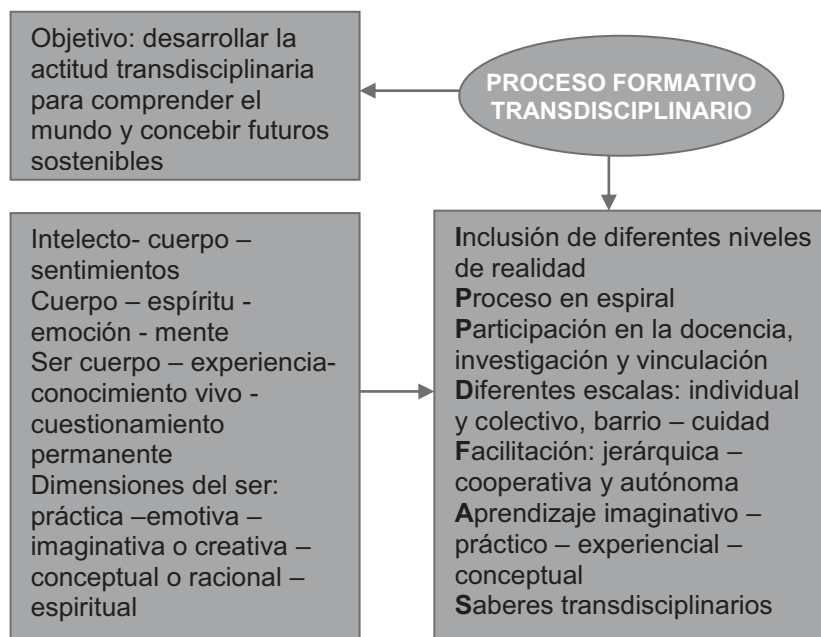 Objetivo: desarrollar la
actitud transdisciplinaria
para comprender el
mundo y concebir futuros
sostenibles
PROCESO FORMATIVO
TRANSDISCIPLINARIO
Intelecto- cuerpo –
sentimientos
Cuerpo – espíritu -
emoción - mente
Ser cuerpo – experiencia-
conocimiento vivo -
cuestionamiento
permanente
Dimensiones del ser:
práctica –emotiva –
imaginativa o creativa –
conceptual o racional –
espiritual
Inclusión de diferentes niveles
de realidad
Proceso en espiral
Participación en la docencia,
investigación y vinculación
Diferentes escalas: individual
y colectivo, barrio – cuidad
Facilitación: jerárquica –
cooperativa y autónoma
Aprendizaje imaginativo –
práctico – experiencial –
conceptual
Saberes transdisciplinarios